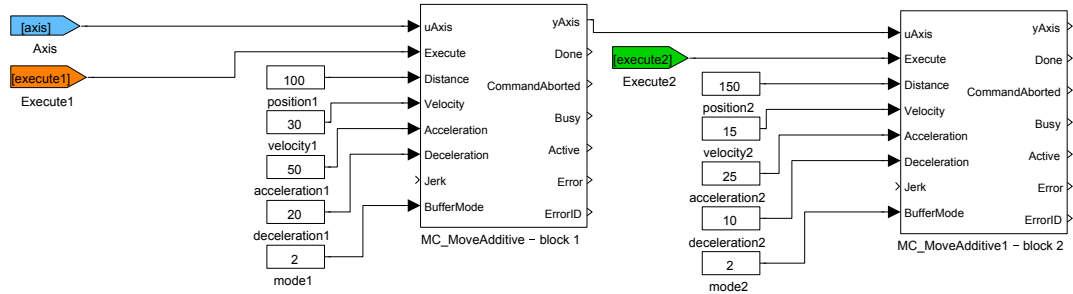 [axis]
Axis
[execute1]
Execute1
100
position1
30
velocity1
50
acceleration1
20
deceleration1
2
mode1
uAxis
Execute
Distance
Velocity
Acceleration
Deceleration
Jerk
BufferMode
yAxis
Done
CommandAborted
Busy
Active
Error
ErrorID
MC_MoveAdditive − block 1
[execute2]
Execute2
150
position2
15
velocity2
25
acceleration2
10
deceleration2
2
mode2
uAxis
Execute
Distance
Velocity
Acceleration
Deceleration
Jerk
BufferMode
yAxis
Done
CommandAborted
Busy
Active
Error
ErrorID
MC_MoveAdditive1 − block 2